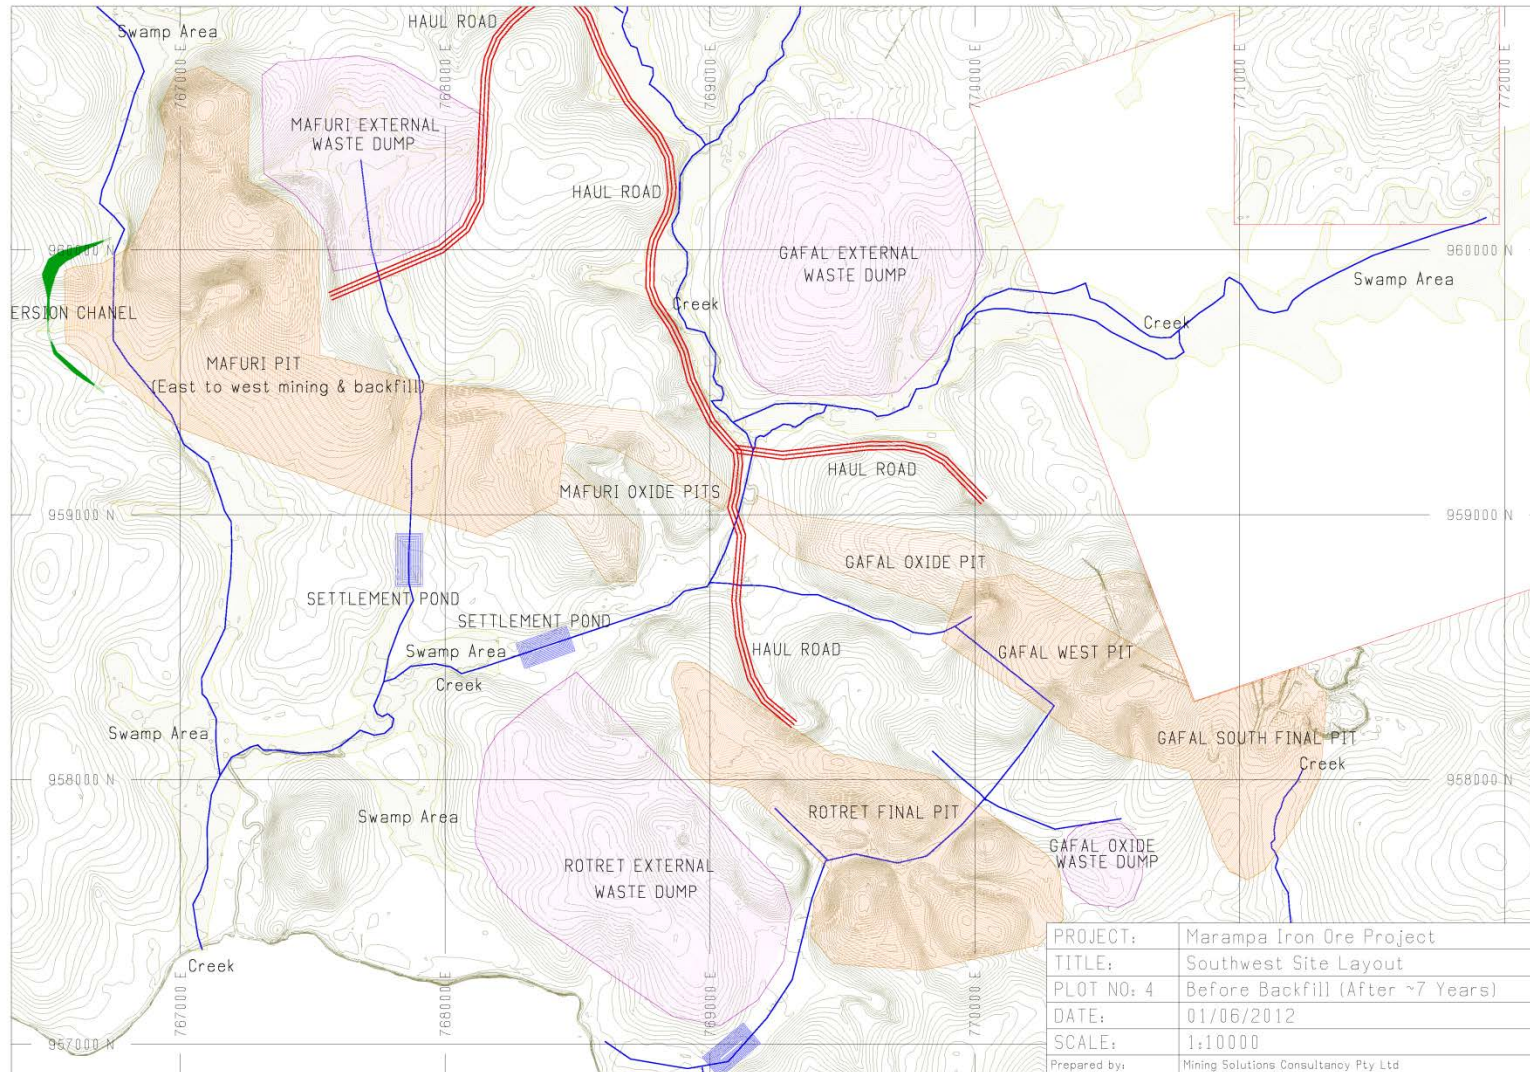 HAUL ROAD
Swamp Area
767000 E
768000 E
769000 E
770000 E
771000 E
772000 E
MAFURI EXTERNAL
WASTE DUMP
HAUL ROAD
960000 N
GAFAL EXTERNAL
WASTE DUMP
960000 N
Swamp Area
ERSION CHANEL
Creek
Creek
MAFURI PIT
(East to west mining & backfill)
HAUL ROAD
MAFURI OXIDE PITS
959000 N
959000 N
GAFAL OXIDE PIT
SETTLEMENT POND
SETTLEMENT POND
Swamp Area
HAUL ROAD
GAFAL WEST PIT
Creek
Swamp Area
GAFAL SOUTH FINAL PIT
Creek
958000 N
958000 N
Swamp Area
ROTRET FINAL PIT
GAFAL OXIDE
WASTE DUMP
ROTRET EXTERNAL
WASTE DUMP
Creek
767000 E
768000 E
769000 E
770000 E
957000 N
PROJECT: Marampa Iron Ore Project
TITLE: Southwest Site Layout
PLOT NO: 4 Before Backfill (After ~7 Years)
DATE: 01/06/2012
SCALE: 1:10000
Prepared by: Mining Solutions Consultancy Pty Ltd